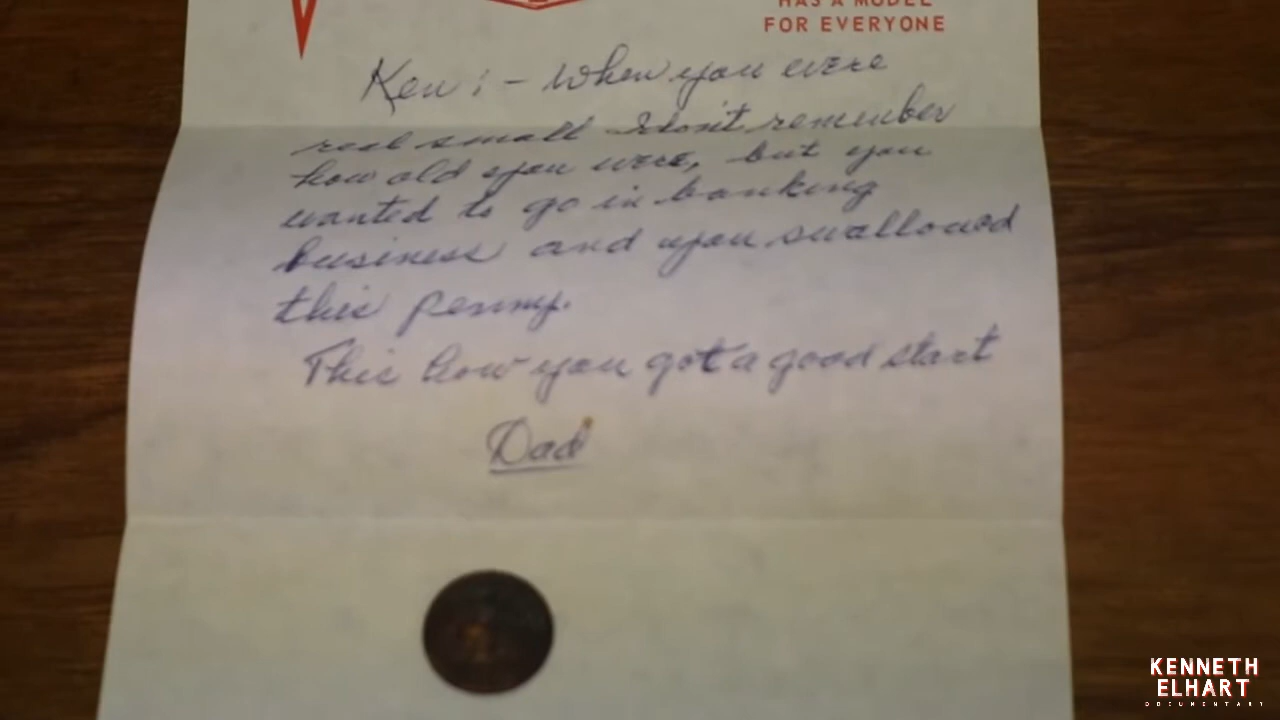 HAS A MODEL
FOR EVERYONE
Ken: - When you were
real small I don't remember
how old you were, but you
wanted to go in banking
business and you swallowed
this penny.
This how you got a good start
Dad
KENNETH
ELHART
DOCUMENTARY